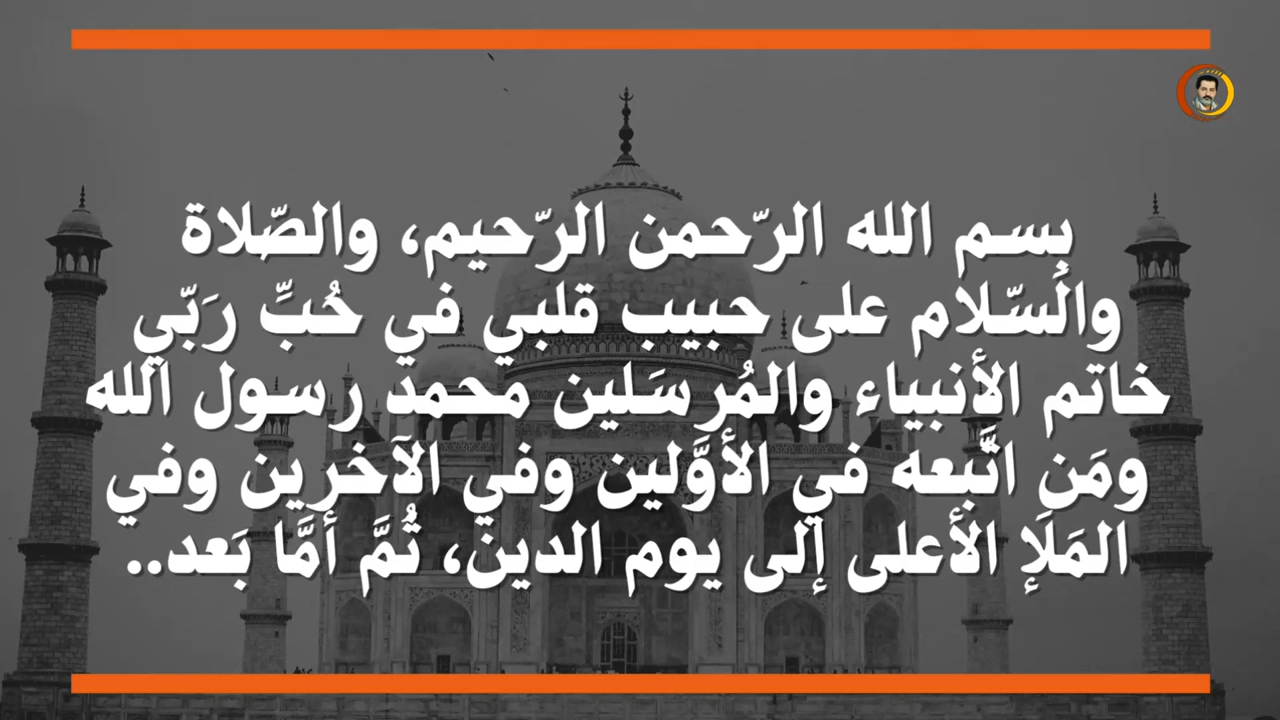 بِسم الله الرّحمن الرّحيم، والصّلاة
والسّلام على حبيب قلبي في حُبِّ رَبّي
خاتم الأنبياء والمُرسَلين محمد رسول الله
ومَن اتَّبعه في الأوَّلين وفي الآخرين وفي
المَلَإ الأعلى إلى يوم الدين، ثُمَّ أمَّا بَعد..